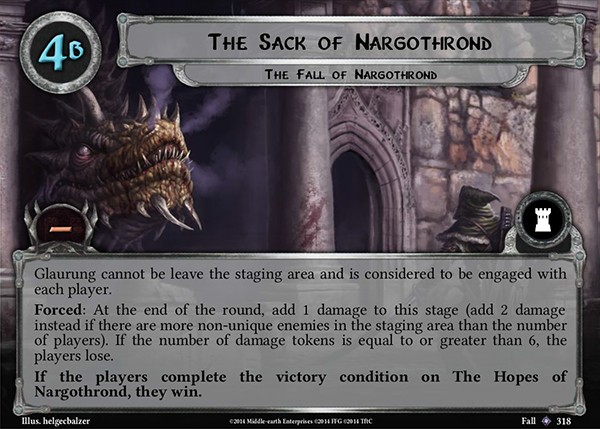 4B
THE SACK OF NARGOTHROND
THE FALL OF NARGOTHROND
–
Glaurung cannot be leave the staging area and is considered to be engaged with
each player.
Forced: At the end of the round, add 1 damage to this stage (add 2 damage
instead if there are more non-unique enemies in the staging area than the number
of players). If the number of damage tokens is equal to or greater than 6, the
players lose.
If the players complete the victory condition on The Hopes of
Nargothrond, they win.
Illus. helgecbalzer ©2014 Middle-earth Enterprises ©2014 FFG ©2014 TftC Fall 318